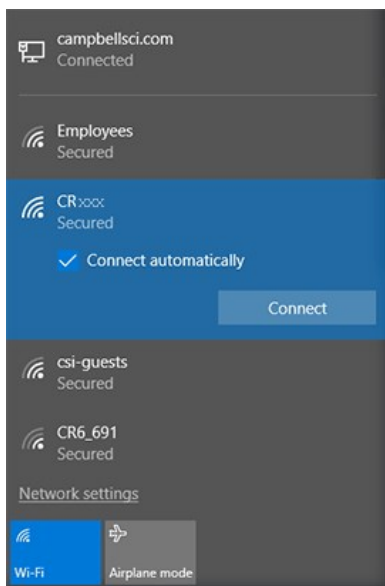 campbellsci.com
Connected
Employees
Secured
CRxxx
Secured
Connect automatically
Connect
csi-guests
Secured
CR6_691
Secured
Network settings
Wi-Fi
Airplane mode